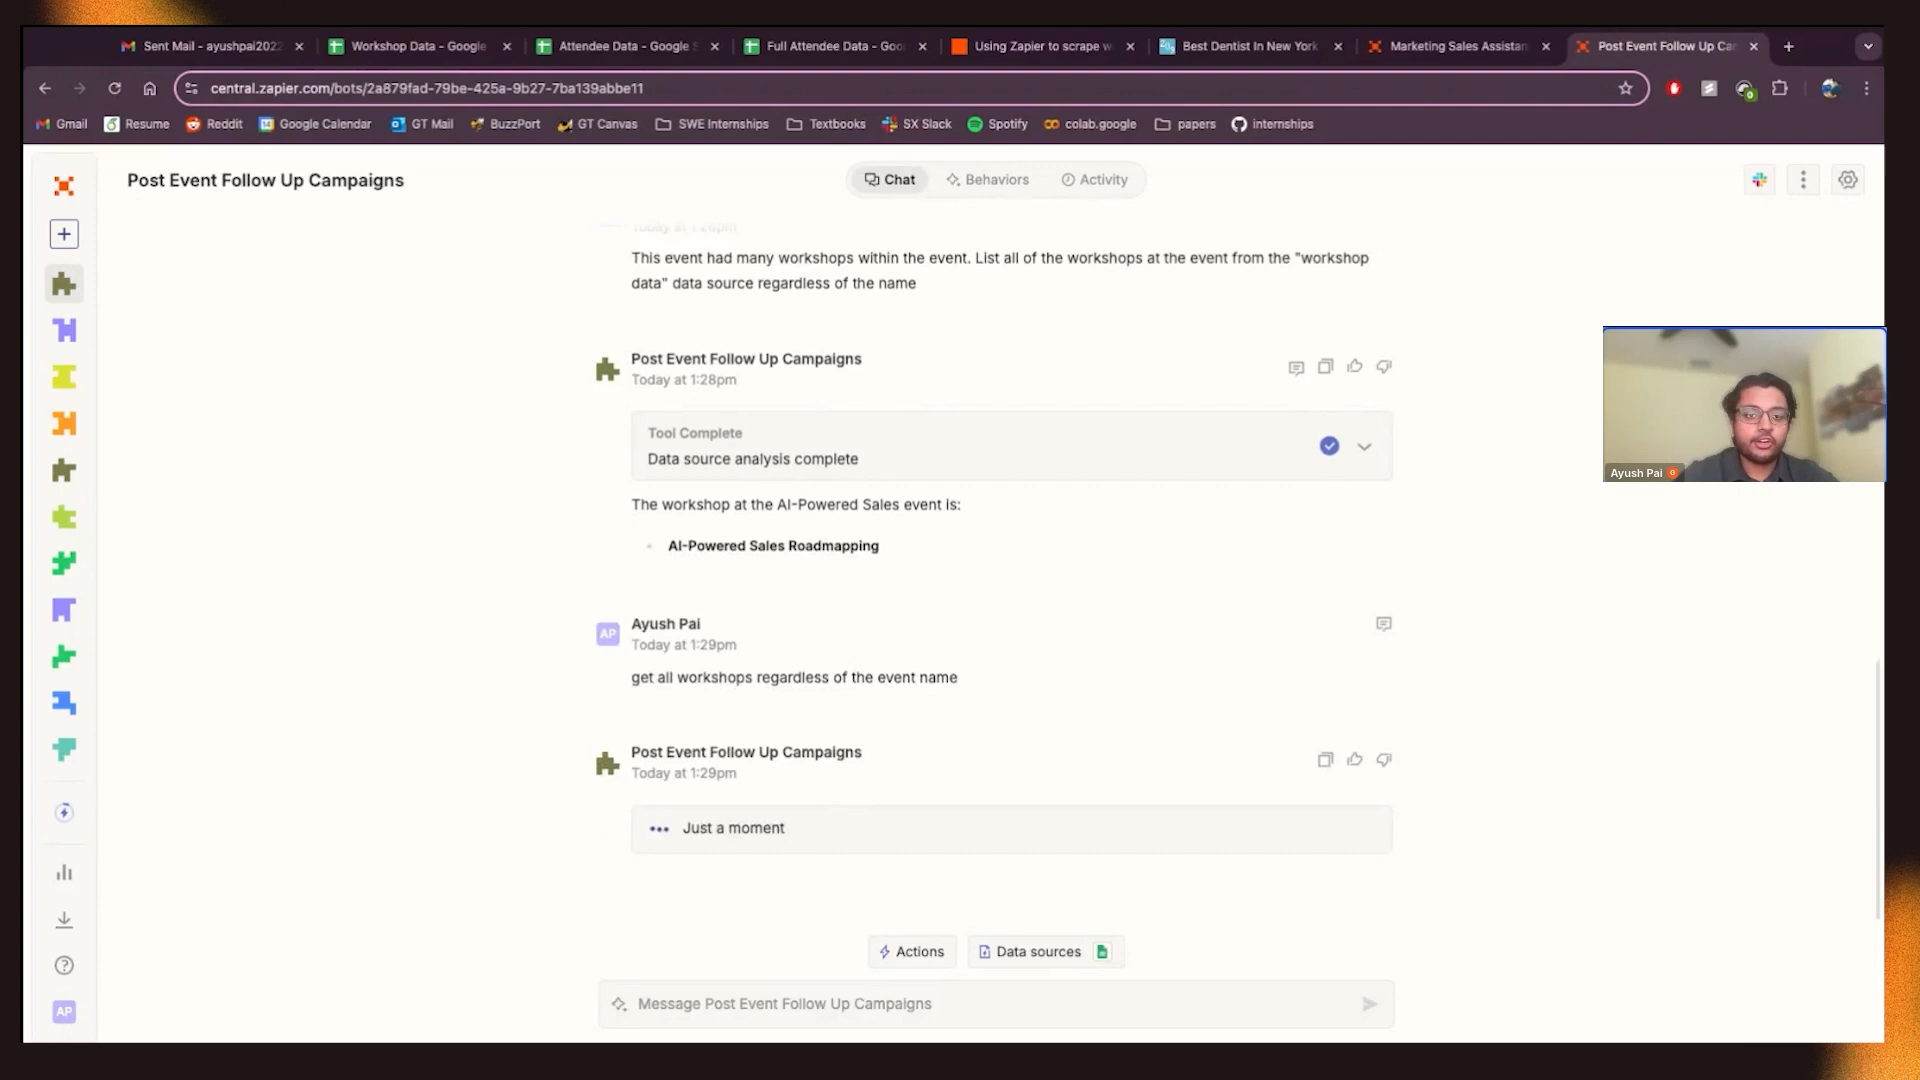 Sent Mail - ayushpai202
Workshop Data - Google
Attendee Data - Google
Full Attendee Data - Goo
Using Zapier to scrape w
Best Dentist In New York
Marketing Sales Assistan
Post Event Follow Up Ca
central.zapier.com/bots/2a879fad-79be-425a-9b27-7ba139abbe11
Gmail
Resume
Reddit
Google Calendar
GT Mail
BuzzPort
GT Canvas
SWE Internships
Textbooks
SX Slack
Spotify
colab.google
papers
internships
Post Event Follow Up Campaigns
Chat
Behaviors
Activity
This event had many workshops within the event. List all of the workshops at the event from the "workshop
data" data source regardless of the name
Post Event Follow Up Campaigns
Today at 1:28pm
Tool Complete
Data source analysis complete
The workshop at the AI-Powered Sales event is:
AI-Powered Sales Roadmapping
AP
Ayush Pai
Today at 1:29pm
get all workshops regardless of the event name
Post Event Follow Up Campaigns
Today at 1:29pm
Just a moment
Actions
Data sources
Message Post Event Follow Up Campaigns
AP
Ayush Pai